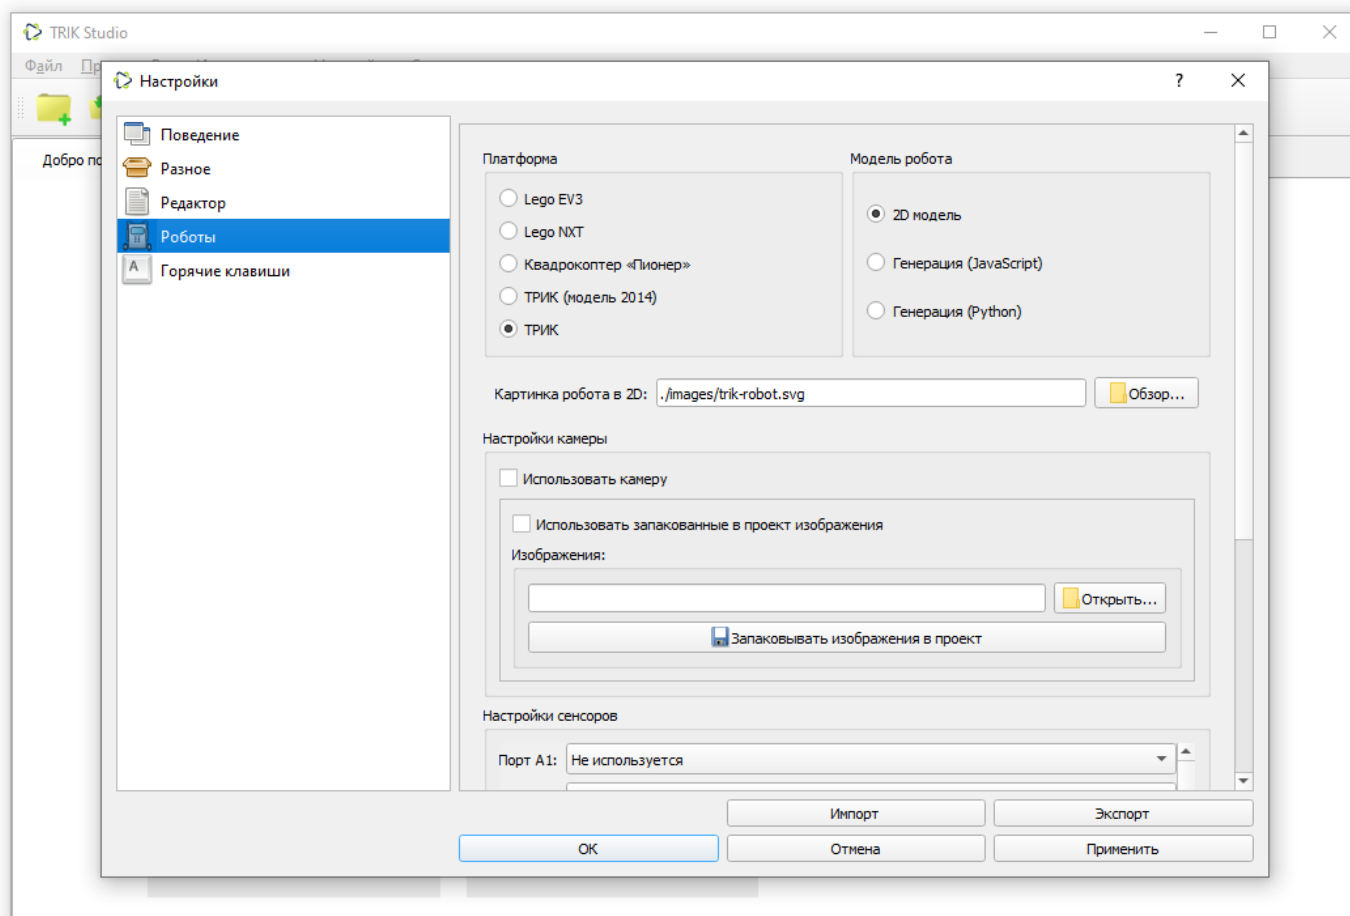 TRIK Studio
Файл
Настройки
Поведение
Разное
Редактор
Роботы
Горячие клавиши
Добро
Платформа
Lego EV3
Lego NXT
Квадрокоптер «Пионер»
ТРИК (модель 2014)
ТРИК
Модель робота
2D модель
Генерация (JavaScript)
Генерация (Python)
Картинка робота в 2D: ./images/trik-robot.svg Обзор...
Настройки камеры
Использовать камеру
Использовать запакованные в проект изображения
Изображения:
Открыть...
Запаковывать изображения в проект
Настройки сенсоров
Порт A1: Не используется
Импорт Экспорт
ОК Отмена Применить